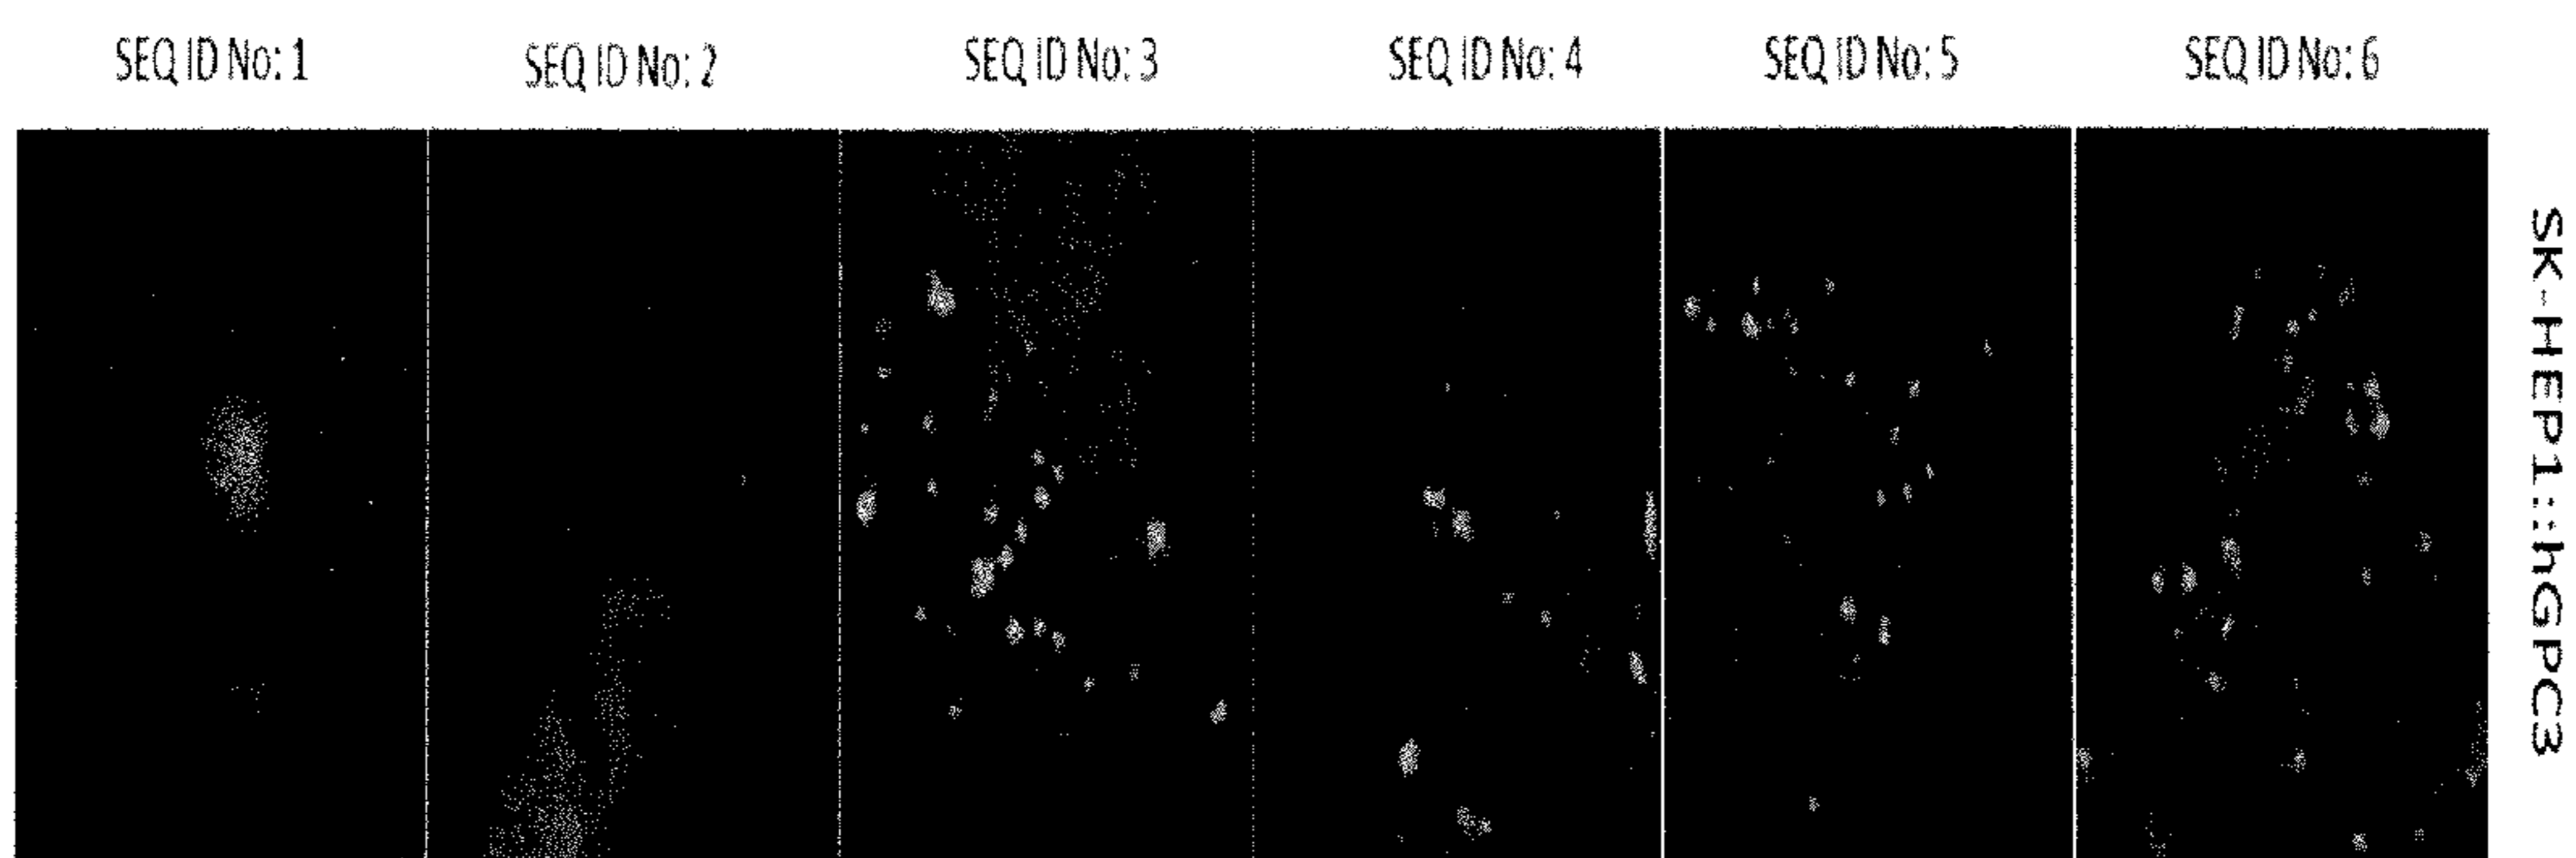 SEQ ID No: 1
SEQ ID No: 2
SEQ ID No: 3
SEQ ID No: 4
SEQ ID No: 5
SEQ ID No: 6
SK-HEP1::hGPC3